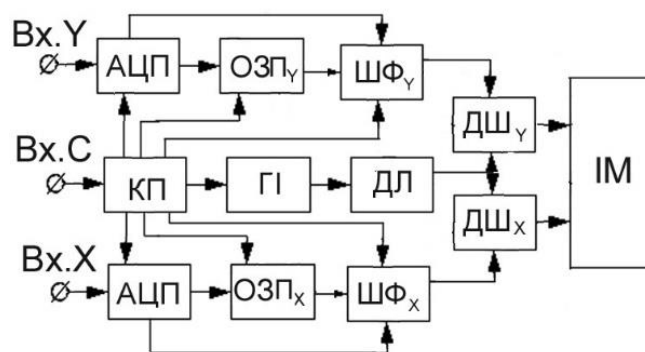 Вх.Y
АЦП
ОЗПY
ШФY
ДШY
ІМ
Вх.С
КП
ГІ
ДЛ
ДШX
Вх.X
АЦП
ОЗПX
ШФX